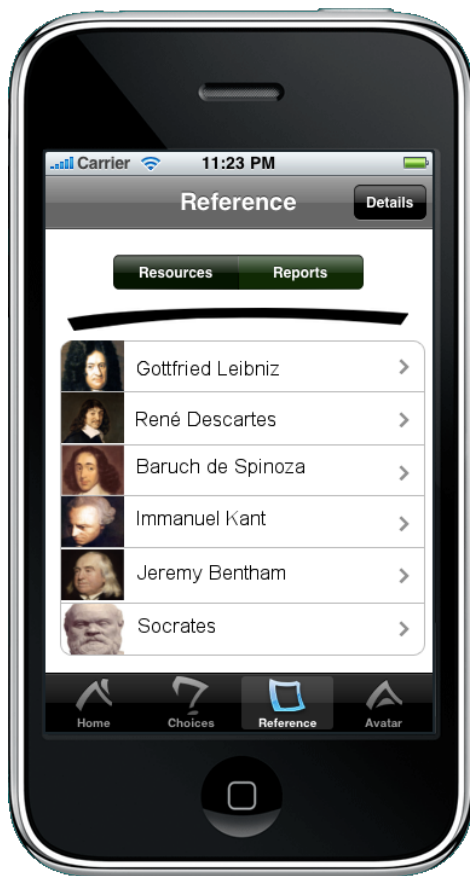 Carrier 11:23 PM
Reference Details
Resources Reports
Gottfried Leibniz
René Descartes
Baruch de Spinoza
Immanuel Kant
Jeremy Bentham
Socrates
Home Choices Reference Avatar